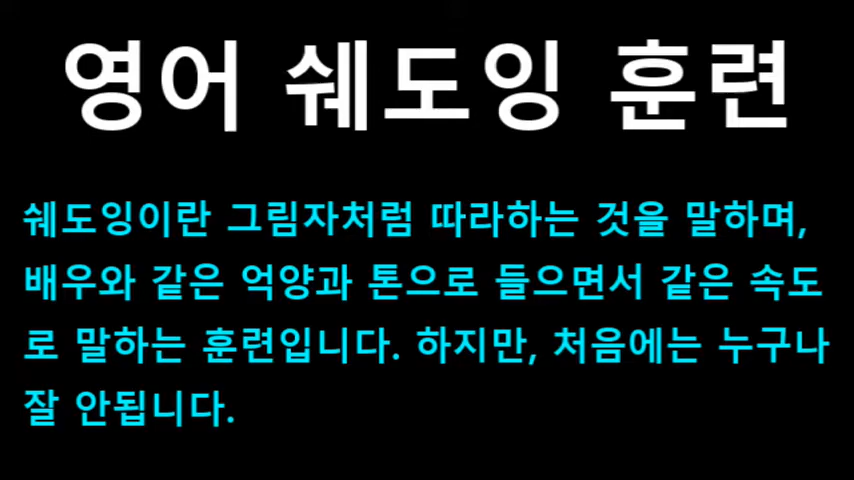 영어 쉐도잉 훈련
쉐도잉이란 그림자처럼 따라하는 것을 말하며,
배우와 같은 억양과 톤으로 들으면서 같은 속도
로 말하는 훈련입니다. 하지만, 처음에는 누구나
잘 안됩니다.